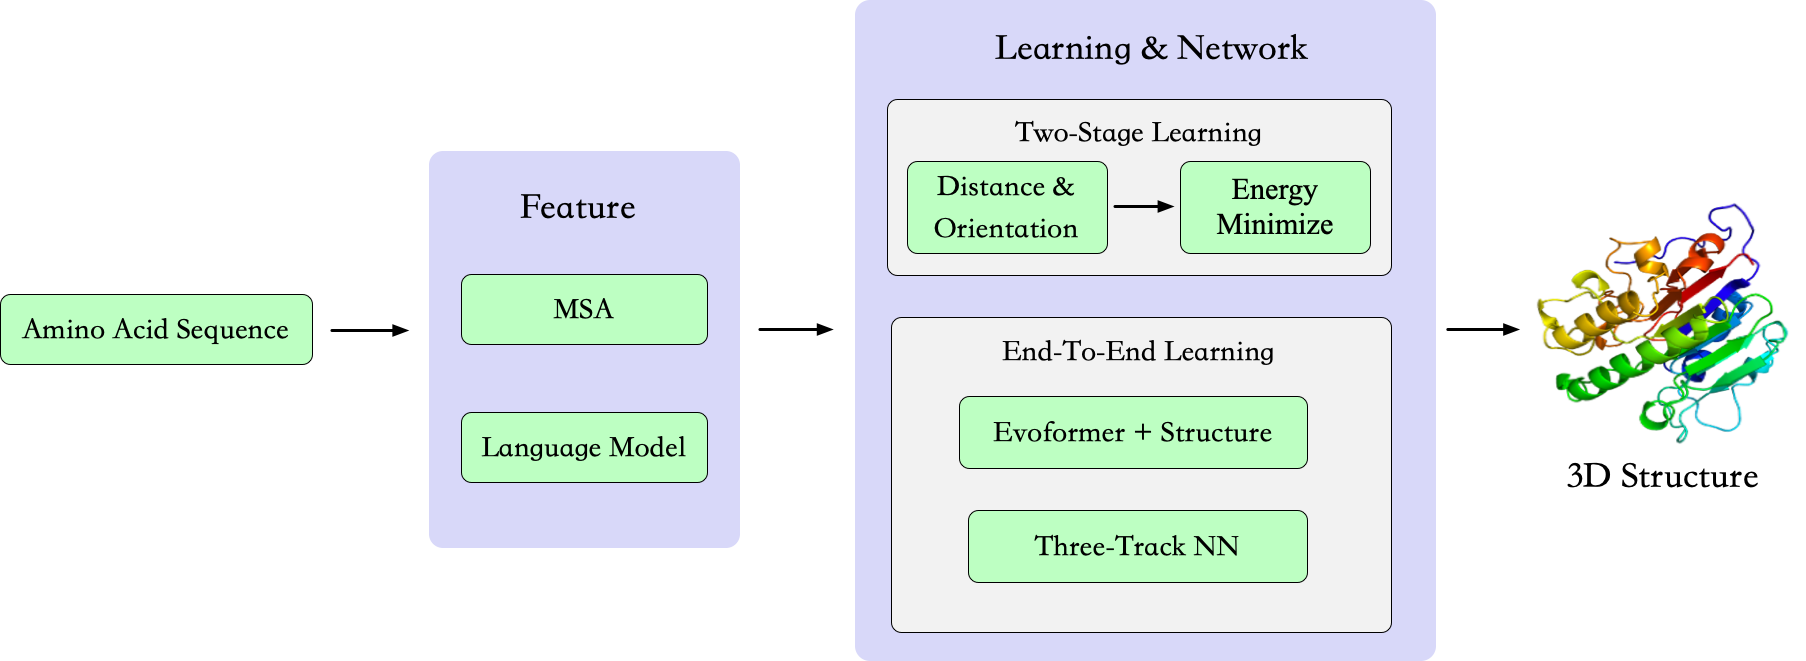 Amino Acid Sequence
Feature
MSA
Language Model
Learning & Network
Two-Stage Learning
Distance &
Orientation
Energy
Minimize
End-To-End Learning
Evoformer + Structure
Three-Track NN
3D Structure